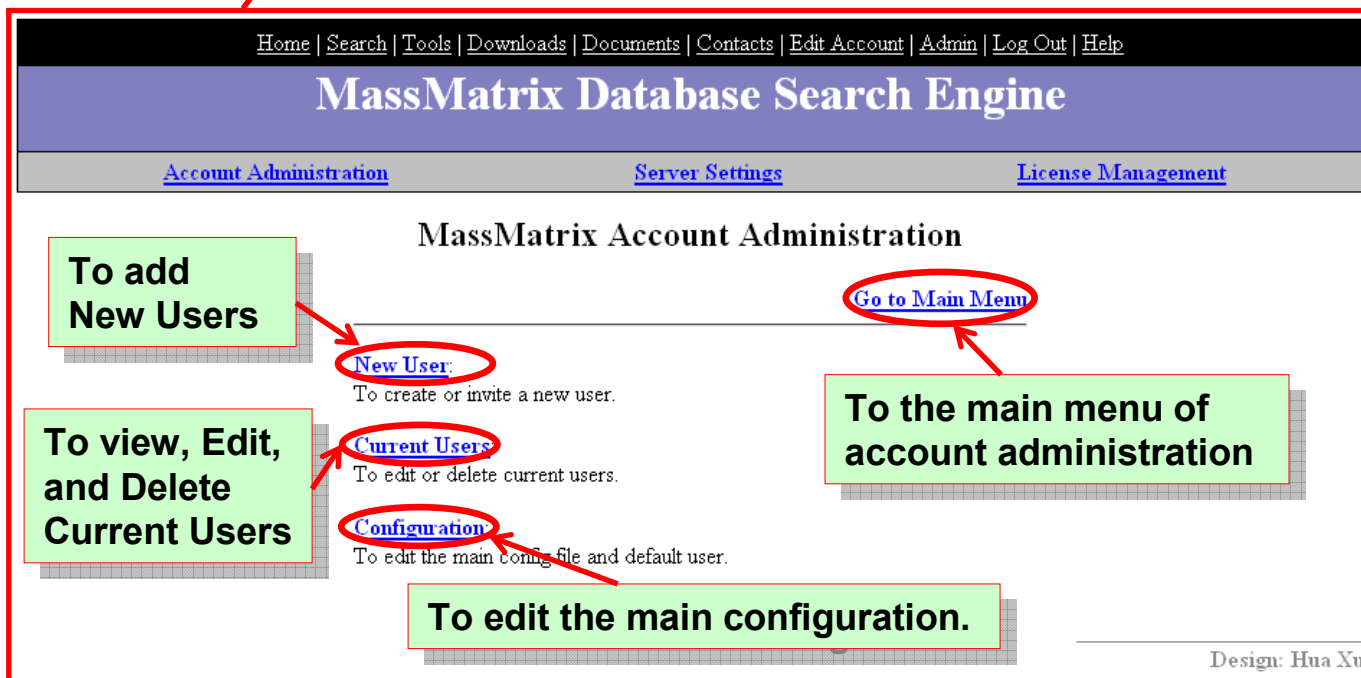 Home | Search | Tools | Downloads | Documents | Contacts | Edit Account | Admin | Log Out | Help
MassMatrix Database Search Engine
Account Administration Server Settings License Management
MassMatrix Account Administration
To add
New Users
Go to Main Menu
New User:
To create or invite a new user.
To the main menu of
account administration
To view, Edit,
and Delete
Current Users
Current Users:
To edit or delete current users.
Configuration:
To edit the main config file and default user.
To edit the main configuration.
Design: Hua Xu